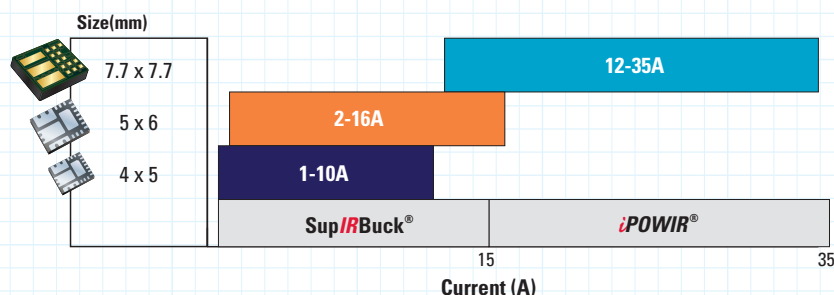 Size(mm)
7.7 x 7.7
12-35A
5 x 6
2-16A
4 x 5
1-10A
SupIRBuck®
iPOWIR®
15
35
Current (A)